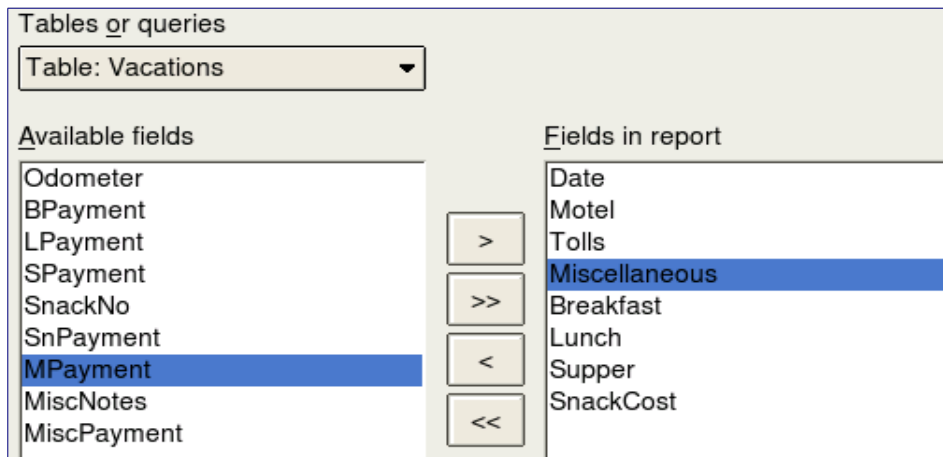 Tables or queries
Table: Vacations
Available fields
Odometer
BPayment
LPayment
SPayment
SnackNo
SnPayment
MPayment
MiscNotes
MiscPayment
>
>>
<
<<
Fields in report
Date
Motel
Tolls
Miscellaneous
Breakfast
Lunch
Supper
SnackCost